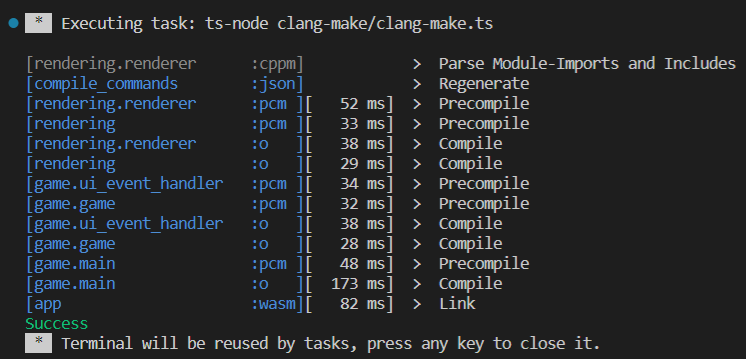 * Executing task: ts-node clang-make/clang-make.ts
[rendering.renderer      :cppm]             >  Parse Module-Imports and Includes
[compile_commands        :json]             >  Regenerate
[rendering.renderer      :pcm ][   52 ms]  >  Precompile
[rendering               :pcm ][   33 ms]  >  Precompile
[rendering.renderer      :o   ][   38 ms]  >  Compile
[rendering               :o   ][   29 ms]  >  Compile
[game.ui_event_handler   :pcm ][   34 ms]  >  Precompile
[game.game               :pcm ][   32 ms]  >  Precompile
[game.ui_event_handler   :o   ][   38 ms]  >  Compile
[game.game               :o   ][   28 ms]  >  Compile
[game.main               :pcm ][   48 ms]  >  Precompile
[game.main               :o   ][  173 ms]  >  Compile
[app                     :wasm][   82 ms]  >  Link
Success
* Terminal will be reused by tasks, press any key to close it.